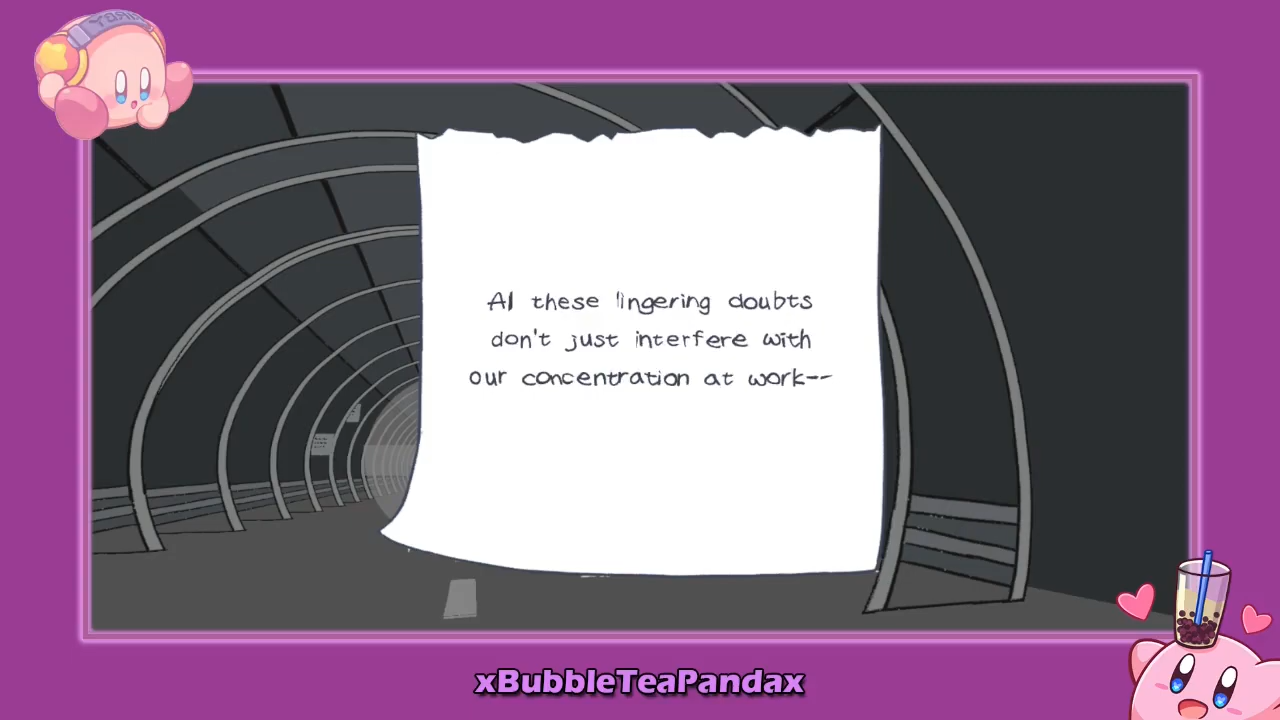 Al these lingering doubts
don't just interfere with
our concentration at work--
xBubbleTeaPandax